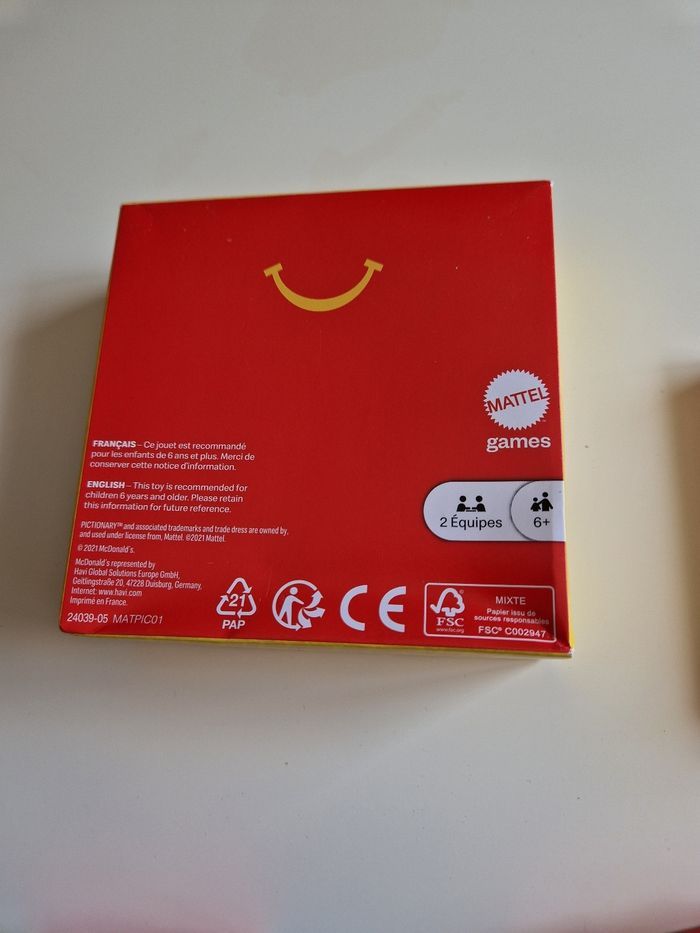 MATTEL
games
FRANÇAIS – Ce jouet est recommandé
pour les enfants de 6 ans et plus. Merci de
conserver cette notice d'information.
ENGLISH – This toy is recommended for
children 6 years and older. Please retain
this information for future reference.
2 Équipes
6+
PICTIONARY™ and associated trademarks and trade dress are owned by,
and used under license from, Mattel. ©2021 Mattel.
© 2021 McDonald's.
McDonald's represented by
Havi Global Solutions Europe GmbH,
Geitlingstraße 20, 47228 Duisburg, Germany,
Internet: www.havi.com
Imprimé en France.
24039-05 MATPIC01
21
PAP
CE
FSC
www.fsc.org
MIXTE
Papier issu de
sources responsables
FSC® C002947